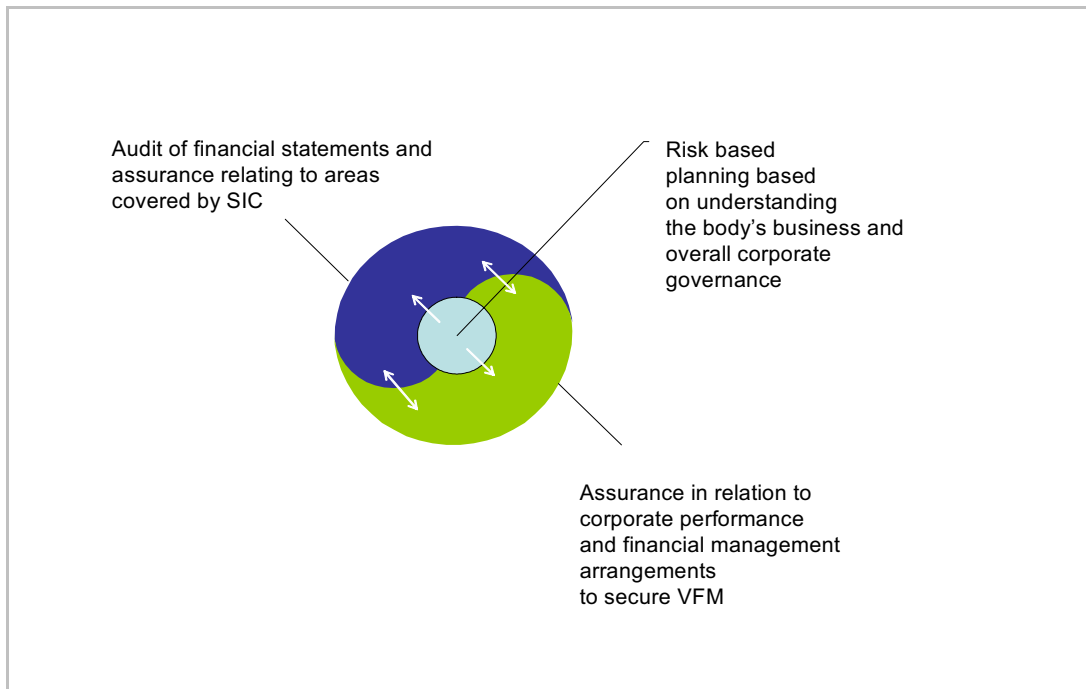 Audit of financial statements and
assurance relating to areas
covered by SIC
Risk based
planning based
on understanding
the body’s business and
overall corporate
governance
Assurance in relation to
corporate performance
and financial management
arrangements
to secure VFM